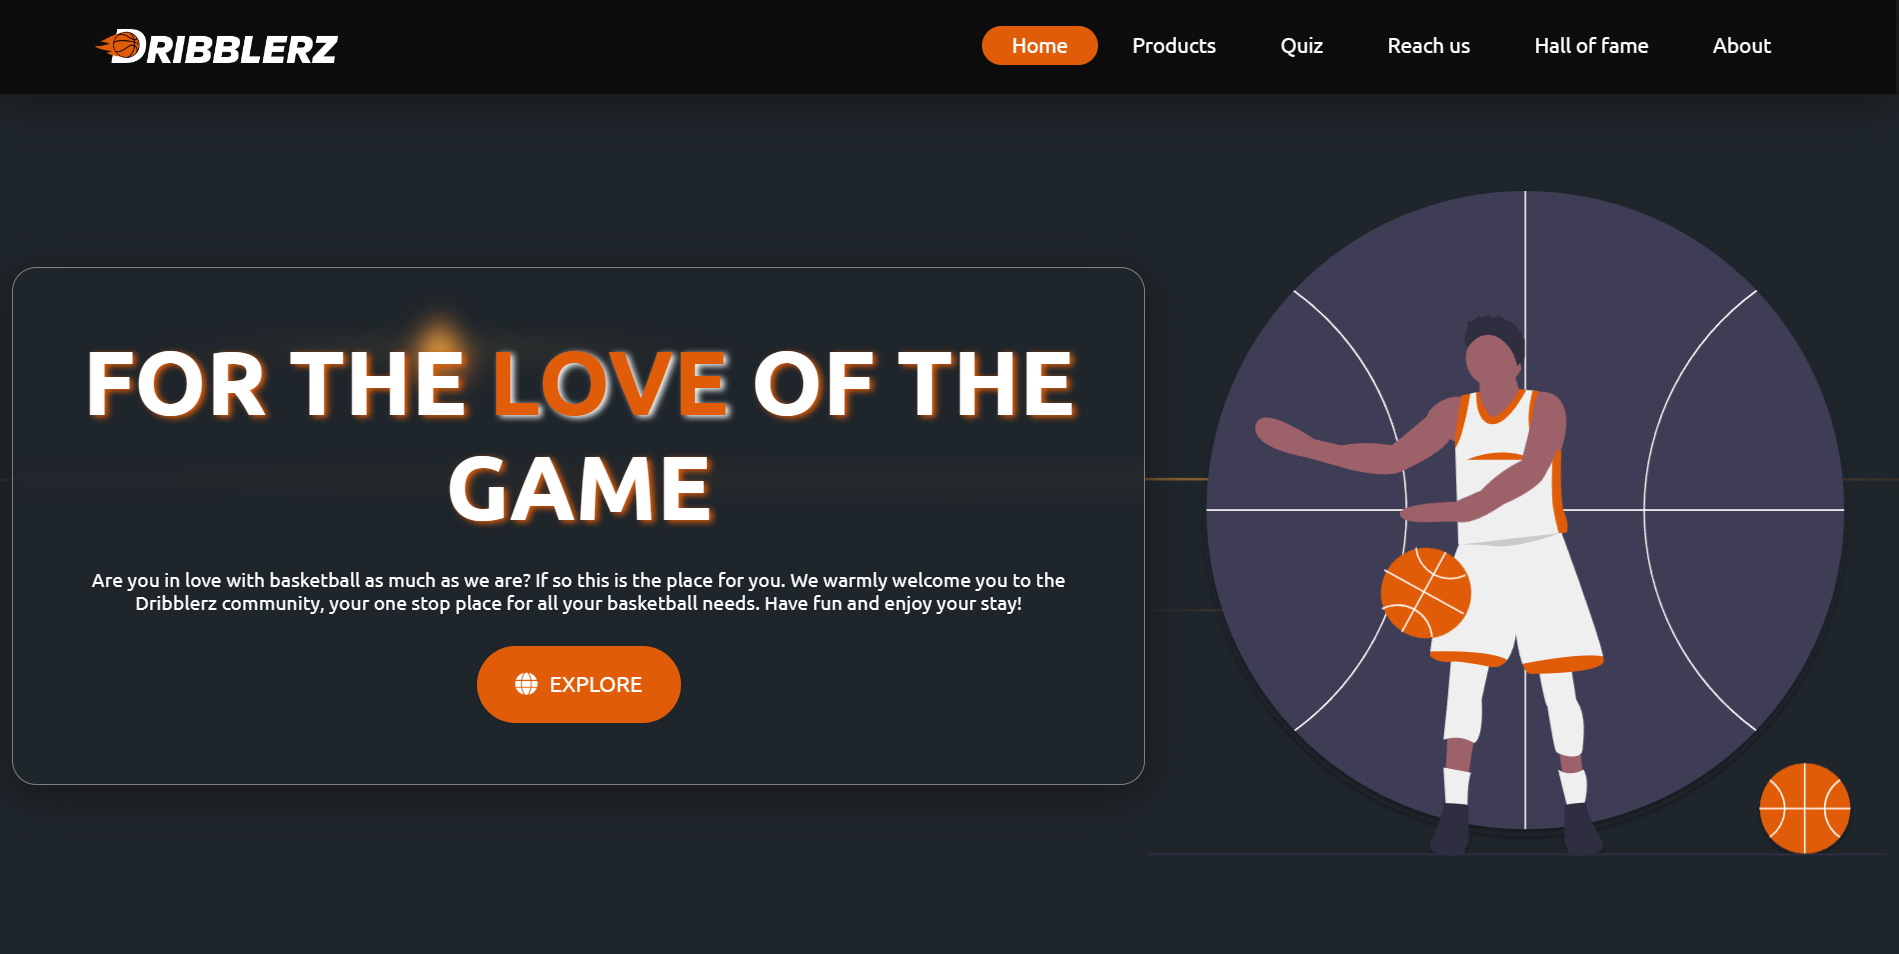 DRIBBLERZ
Home Products Quiz Reach us Hall of fame About
FOR THE LOVE OF THE
GAME
Are you in love with basketball as much as we are? If so this is the place for you. We warmly welcome you to the
Dribblerz community, your one stop place for all your basketball needs. Have fun and enjoy your stay!
EXPLORE